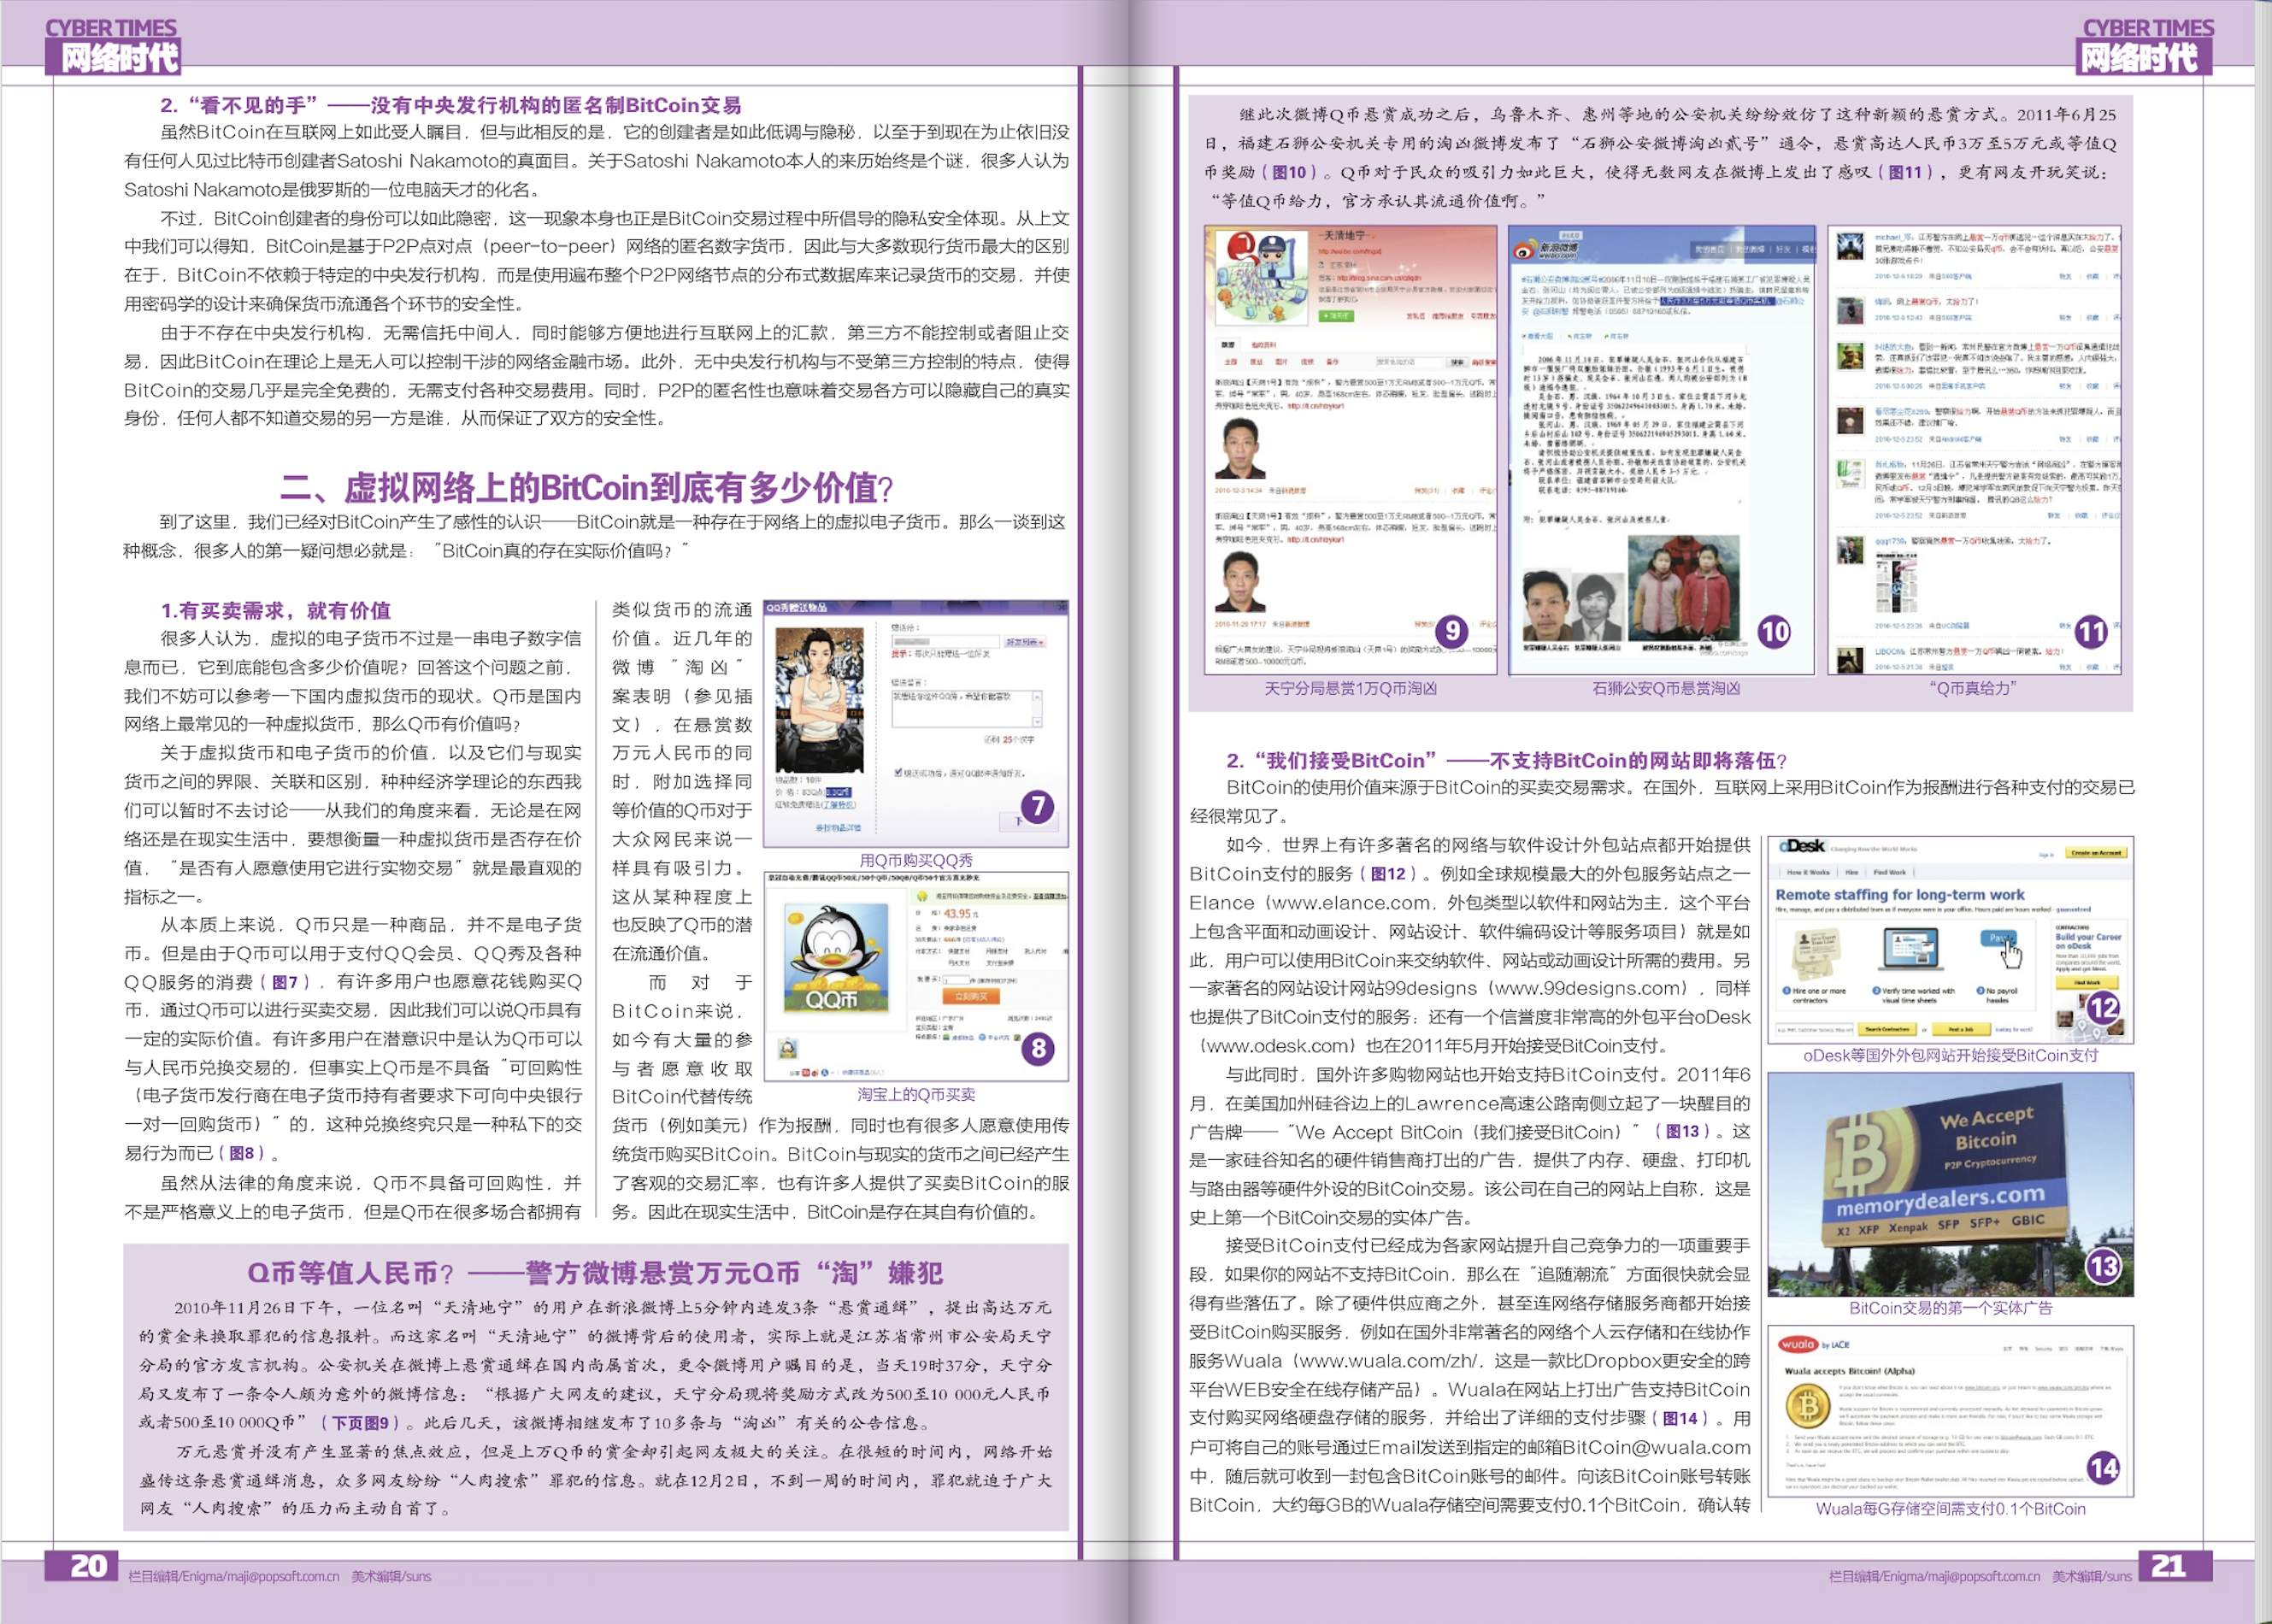 CYBER TIMES
网络时代
2. “看不见的手”——没有中央发行机构的匿名制BitCoin交易
虽然BitCoin在互联网上如此受人瞩目，但与此相反的是，它的创建者是如此低调与隐秘，以至于到现在为止依旧没
有任何人见过比特币创建者Satoshi Nakamoto的真面目。关于Satoshi Nakamoto本人的来历始终是个谜，很多人认为
Satoshi Nakamoto是俄罗斯的一位电脑天才的化名。
不过，BitCoin创建者的身份可以如此隐密，这一现象本身也正是BitCoin交易过程中所倡导的隐私安全体现。从上文
中我们可以得知，BitCoin是基于P2P点对点（peer-to-peer）网络的匿名数字货币，因此与大多数现行货币最大的区别
在于，BitCoin不依赖于特定的中央发行机构，而是使用遍布整个P2P网络节点的分布式数据库来记录货币的交易，并使
用密码学的设计来确保货币流通各个环节的安全性。
由于不存在中央发行机构，无需信托中间人，同时能够方便地进行互联网上的汇款，第三方不能控制或者阻止交
易，因此BitCoin在理论上是无人可以控制干涉的网络金融市场。此外，无中央发行机构与不受第三方控制的特点，使得
BitCoin的交易几乎是完全免费的，无需支付各种交易费用。同时，P2P的匿名性也意味着交易各方可以隐藏自己的真实
身份，任何人都不知道交易的另一方是谁，从而保证了双方的安全性。
二、虚拟网络上的BitCoin到底有多少价值?
到了这里，我们已经对BitCoin产生了感性的认识——BitCoin就是一种存在于网络上的虚拟电子货币。那么一谈到这
种概念，很多人的第一疑问想必就是：“BitCoin真的存在实际价值吗？”
1.有买卖需求，就有价值
很多人认为，虚拟的电子货币不过是一串电子数字信
息而已，它到底能包含多少价值呢？回答这个问题之前，
我们不妨可以参考一下国内虚拟货币的现状。Q币是国内
网络上最常见的一种虚拟货币，那么Q币有价值吗？
关于虚拟货币和电子货币的价值，以及它们与现实
货币之间的界限、关联和区别，种种经济学理论的东西我
们可以暂时不去讨论——从我们的角度来看，无论是在网
络还是在现实生活中，要想衡量一种虚拟货币是否存在价
值，“是否有人愿意使用它进行实物交易”就是最直观的
指标之一。
从本质上来说，Q币只是一种商品，并不是电子货
币。但是由于Q币可以用于支付QQ会员、QQ秀及各种
QQ服务的消费（图7），有许多用户也愿意花钱购买Q
币，通过Q币可以进行买卖交易，因此我们可以说Q币具有
一定的实际价值。有许多用户在潜意识中是认为Q币可以
与人民币兑换交易的，但事实上Q币是不具备“可回购性
（电子货币发行商在电子货币持有者要求下可向中央银行
一对一回购货币）”的，这种兑换终究只是一种私下的交
易行为而已（图8）。
虽然从法律的角度来说，Q币不具备可回购性，并
不是严格意义上的电子货币，但是Q币在很多场合都拥有
类似货币的流通
价值。近几年的
微博“淘凶”
案表明（参见插
文），在悬赏数
万元人民币的同
时，附加选择同
等价值的Q币对于
大众网民来说一
样具有吸引力。
这从某种程度上
也反映了Q币的潜
在流通价值。
而对于
BitCoin来说，
如今有大量的参
与者愿意收取
BitCoin代替传统
货币（例如美元）作为报酬，同时也有很多人愿意使用传
统货币购买BitCoin。BitCoin与现实的货币之间已经产生
了客观的交易汇率，也有许多人提供了买卖BitCoin的服
务。因此在现实生活中，BitCoin是存在其自有价值的。
QQ秀赠送物品
7
用Q币购买QQ秀
43.95
QQ币
立刻购买
8
淘宝上的Q币买卖
Q币等值人民币？——警方微博悬赏万元Q币“淘”嫌犯
2010年11月26日下午，一位名叫“天清地宁”的用户在新浪微博上5分钟内连发3条“悬赏通缉”，提出高达万元
的赏金来换取罪犯的信息报料。而这家名叫“天清地宁”的微博背后的使用者，实际上就是江苏省常州市公安局天宁
分局的官方发言机构。公安机关在微博上悬赏通缉在国内尚属首次，更令微博用户嘱目的是，当天19时37分，天宁分
局又发布了一条令人颇为意外的微博信息：“根据广大网友的建议，天宁分局现将奖励方式改为500至10 000元人民币
或者500至10 000Q币”（下页图9）。此后几天，该微博相继发布了10多条与“淘凶”有关的公告信息。
万元悬赏并没有产生显著的焦点效应，但是上万Q币的赏金却引起网友极大的关注。在很短的时间内，网络开始
盛传这条悬赏通缉消息，众多网友纷纷“人肉搜索”罪犯的信息。就在12月2日，不到一周的时间内，罪犯就迫于广大
网友“人肉搜索”的压力而主动自首了。
20
栏目编辑/Enigma/maji@popsoft.com.cn 美术编辑/suns
CYBER TIMES
网络时代
继此次微博Q币悬赏成功之后，乌鲁木齐、惠州等地的公安机关纷纷效仿了这种新颖的悬赏方式。2011年6月25
日，福建石狮公安机关专用的淘凶微博发布了“石狮公安微博淘凶贰号”通令，悬赏高达人民币3万至5万元或等值Q
币奖励（图10）。Q币对于民众的吸引力如此巨大，使得无数网友在微博上发出了感叹（图11），更有网友开玩笑说：
“等值Q币给力，官方承认其流通价值啊。”
天清地宁
9
天宁分局悬赏1万Q币淘凶
新浪微博
weibo.com
10
石狮公安Q币悬赏淘凶
11
“Q币真给力”
2. “我们接受BitCoin”——不支持BitCoin的网站即将落伍?
BitCoin的使用价值来源于BitCoin的买卖交易需求。在国外，互联网上采用BitCoin作为报酬进行各种支付的交易已
经很常见了。
如今，世界上有许多著名的网络与软件设计外包站点都开始提供
BitCoin支付的服务（图12）。例如全球规模最大的外包服务站点之一
Elance（www.elance.com，外包类型以软件和网站为主，这个平台
上包含平面和动画设计、网站设计、软件编码设计等服务项目）就是如
此，用户可以使用BitCoin来交纳软件、网站或动画设计所需的费用。另
一家著名的网站设计网站99designs（www.99designs.com），同样
也提供了BitCoin支付的服务；还有一个信誉度非常高的外包平台oDesk
（www.odesk.com）也在2011年5月开始接受BitCoin支付。
与此同时，国外许多购物网站也开始支持BitCoin支付。2011年6
月，在美国加州硅谷边上的Lawrence高速公路南侧立起了一块醒目的
广告牌——“We Accept BitCoin（我们接受BitCoin）”（图13）。这
是一家硅谷知名的硬件销售商打出的广告，提供了内存、硬盘、打印机
与路由器等硬件外设的BitCoin交易。该公司在自己的网站上自称，这是
史上第一个BitCoin交易的实体广告。
接受BitCoin支付已经成为各家网站提升自己竞争力的一项重要手
段，如果你的网站不支持BitCoin，那么在“追随潮流”方面很快就会显
得有些落伍了。除了硬件供应商之外，甚至连网络存储服务商都开始接
受BitCoin购买服务，例如在国外非常著名的网络个人云存储和在线协作
服务Wuala（www.wuala.com/zh/，这是一款比Dropbox更安全的跨
平台WEB安全在线存储产品）。Wuala在网站上打出广告支持BitCoin
支付购买网络硬盘存储的服务，并给出了详细的支付步骤（图14）。用
户可将自己的账号通过Email发送到指定的邮箱BitCoin@wuala.com
中，随后就可收到一封包含BitCoin账号的邮件。向该BitCoin账号转账
BitCoin，大约每GB的Wuala存储空间需要支付0.1个BitCoin，确认转
oDesk
Changing How the World Works
Create an Account
How it Works
Hire
Find Work
Remote staffing for long-term work
Build your Career
on oDesk
Hire one or more
contractors
Verify time worked with
visual time sheets
No payroll
hassles
12
oDesk等国外外包网站开始接受BitCoin支付
We Accept
Bitcoin
P2P Cryptocurrency
memorydealers.com
X2 XFP Xenpak SFP SFP+ GBIC
13
BitCoin交易的第一个实体广告
wuala by LACIE
Wuala accepts Bitcoin! (Alpha)
14
Wuala每G存储空间需支付0.1个BitCoin
栏目编辑/Enigma/maji@popsoft.com.cn 美术编辑/suns
21